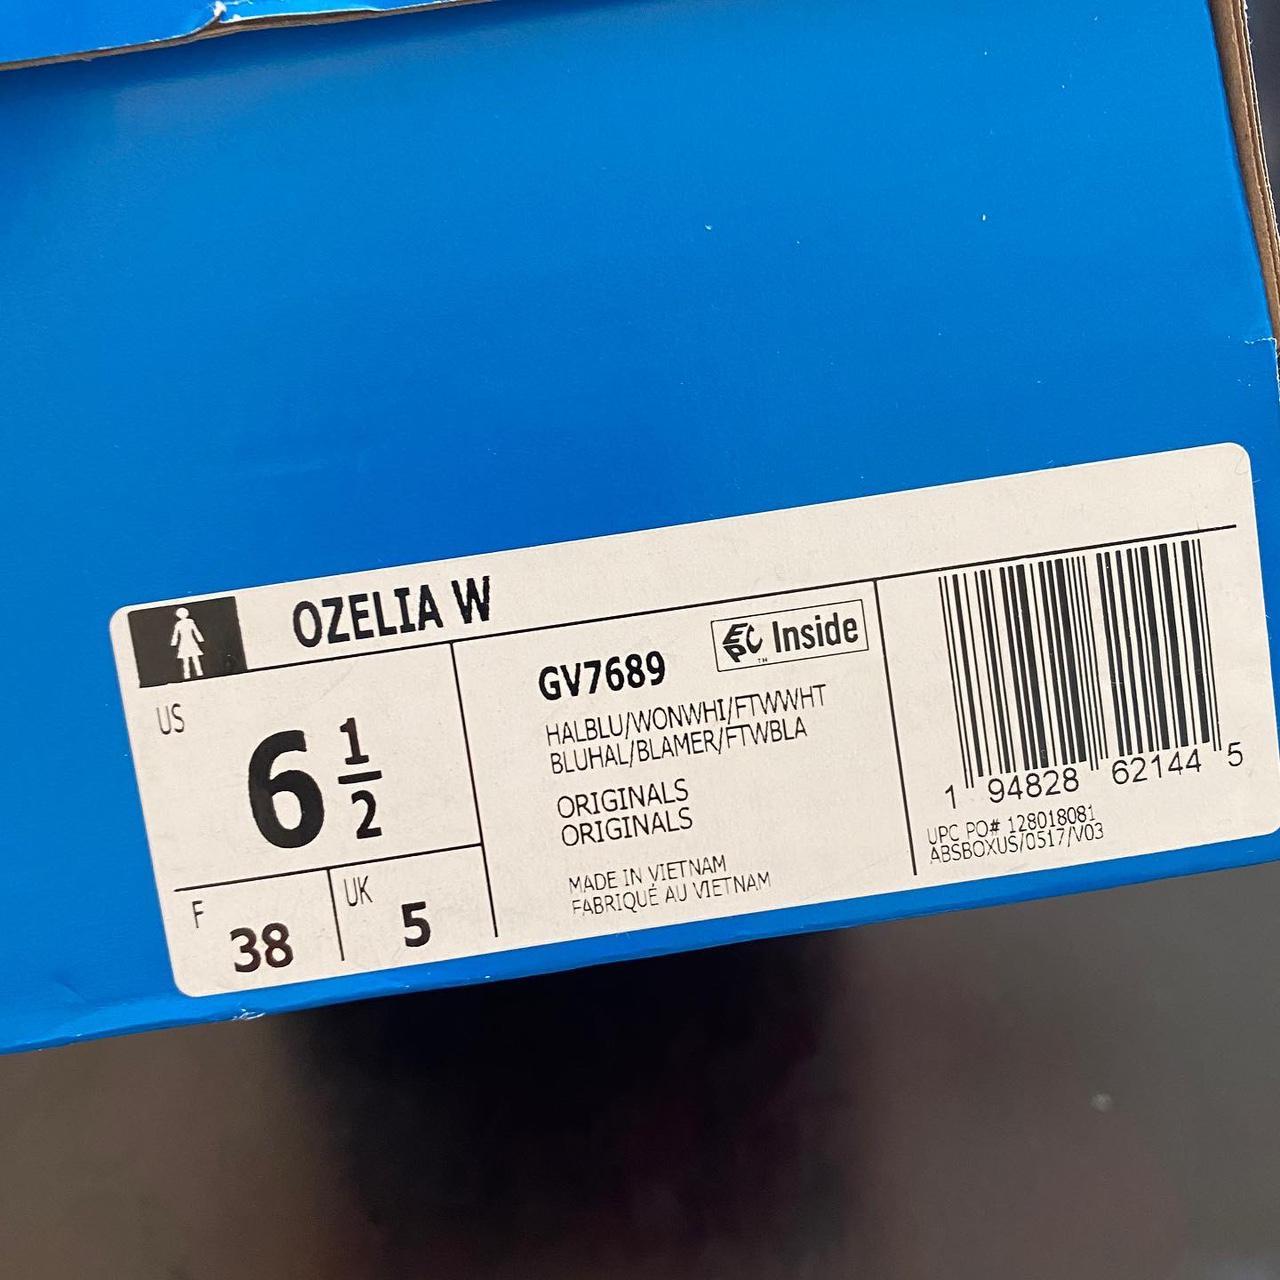 OZELIA W
US
6 1/2
F
38
UK
5
GV7689
EPC Inside
TM
HALBLU/WONWHI/FTWWHT
BLUHAL/BLAMER/FTWBLA
ORIGINALS
ORIGINALS
MADE IN VIETNAM
FABRIQUÉ AU VIETNAM
1 94828 62144 5
UPC PO# 128018081
ABSBOXUS/0517/V03